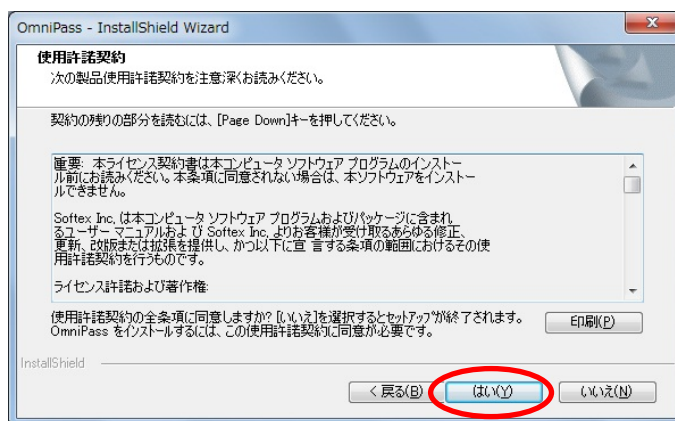 OmniPass - InstallShield Wizard
使用許諾契約
次の製品使用許諾契約を注意深くお読みください。
契約の残りの部分を読むには、[Page Down]キーを押してください。
重要: 本ライセンス契約書は本コンピュータ ソフトウェア プログラムのインストー
ル前にお読みください。本条項に同意されない場合は、本ソフトウェアをインストー
ルできません。
Softex Inc, は本コンピュータ ソフトウェア プログラムおよびパッケージに含まれ
るユーザー マニュアルおよ び Softex Inc, よりお客様が受け取るあらゆる修正、
更新、改版または拡張を提供し、かつ以下に宣 言する条項の範囲におけるその使
用許諾契約を行うものです。
ライセンス許諾および著作権:
使用許諾契約の全条項に同意しますか? [いいえ]を選択するとセットアップが終了されます。
OmniPass をインストールするには、この使用許諾契約に同意が必要です。
印刷(P)
InstallShield
< 戻る(B)
はい(Y)
いいえ(N)